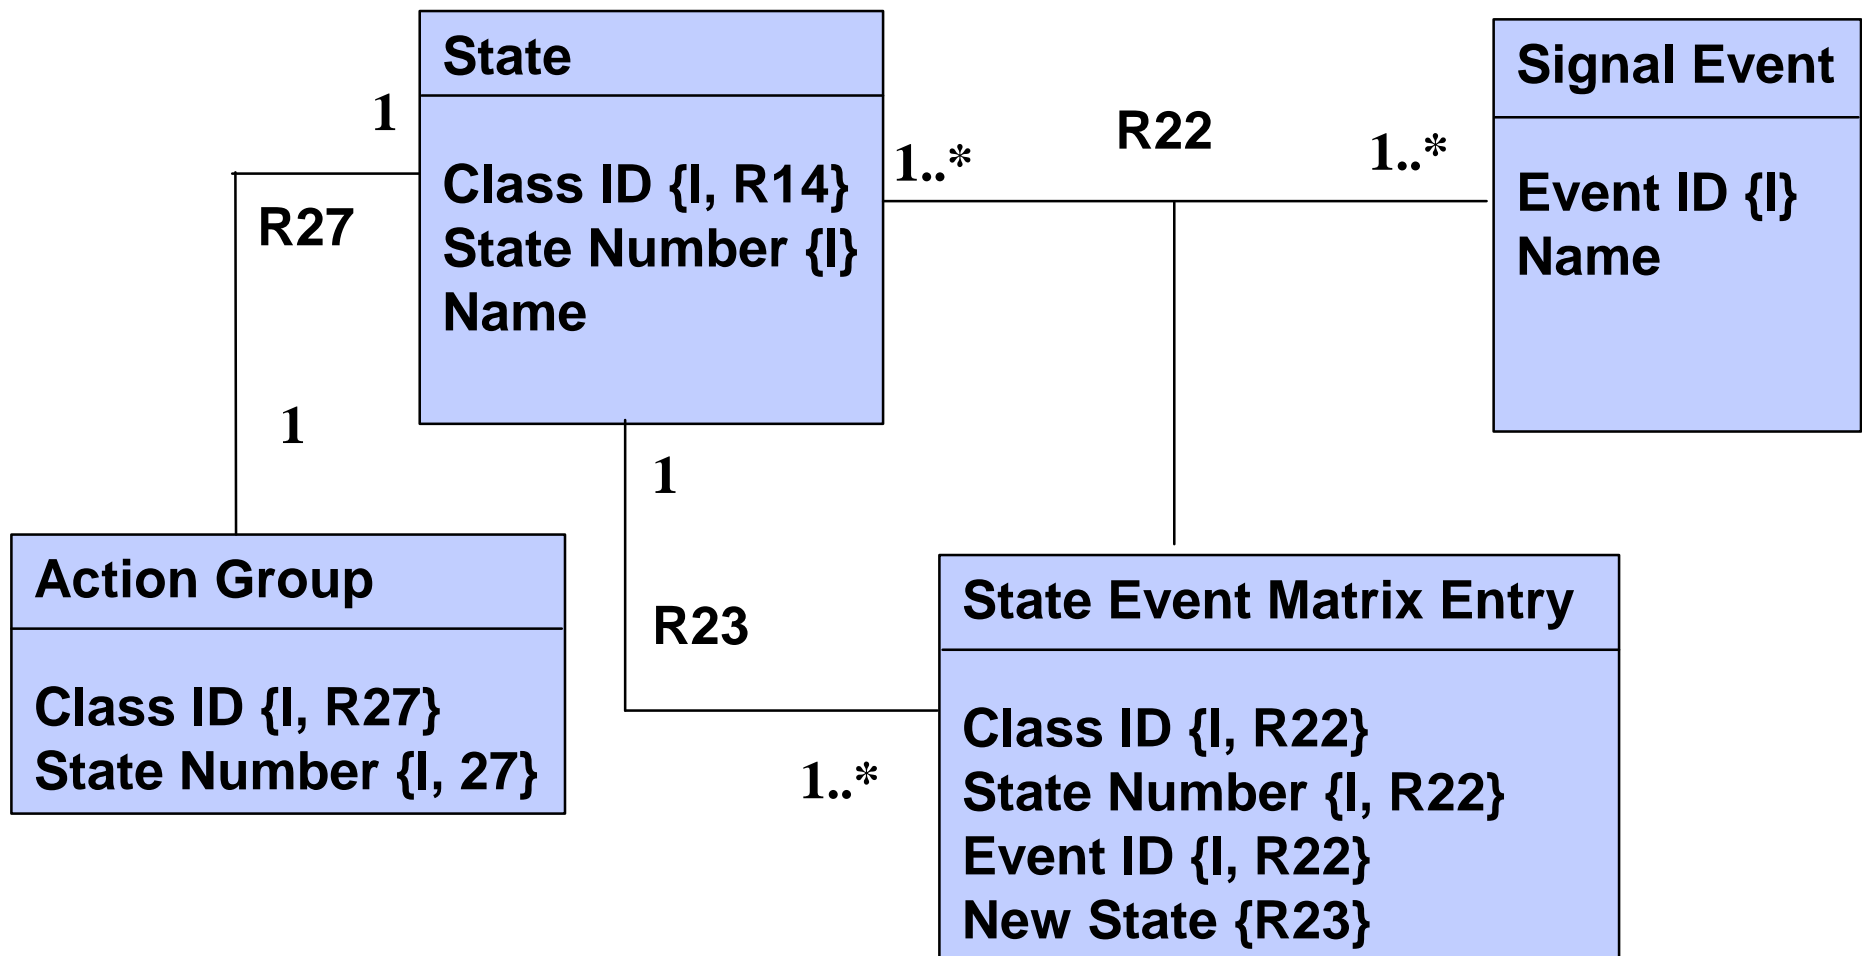 State
Class ID {I, R14}
State Number {I}
Name
Signal Event
Event ID {I}
Name
1
R27
1
1..*
R22
1..*
1
R23
1..*
Action Group
Class ID {I, R27}
State Number {I, 27}
State Event Matrix Entry
Class ID {I, R22}
State Number {I, R22}
Event ID {I, R22}
New State {R23}